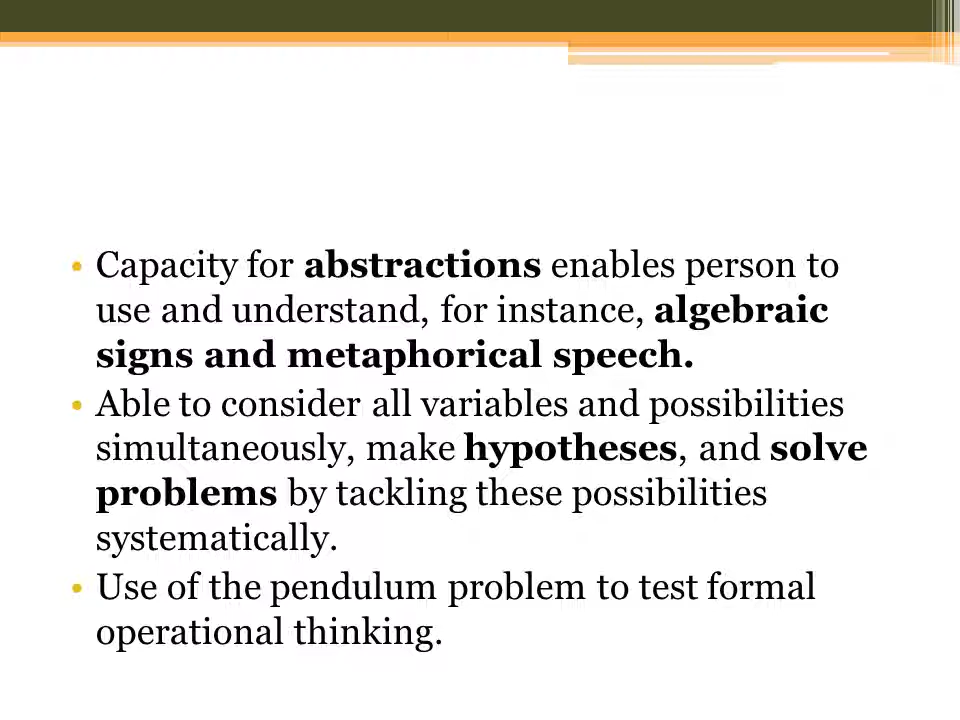 • Capacity for abstractions enables person to
use and understand, for instance, algebraic
signs and metaphorical speech.
• Able to consider all variables and possibilities
simultaneously, make hypotheses, and solve
problems by tackling these possibilities
systematically.
• Use of the pendulum problem to test formal
operational thinking.